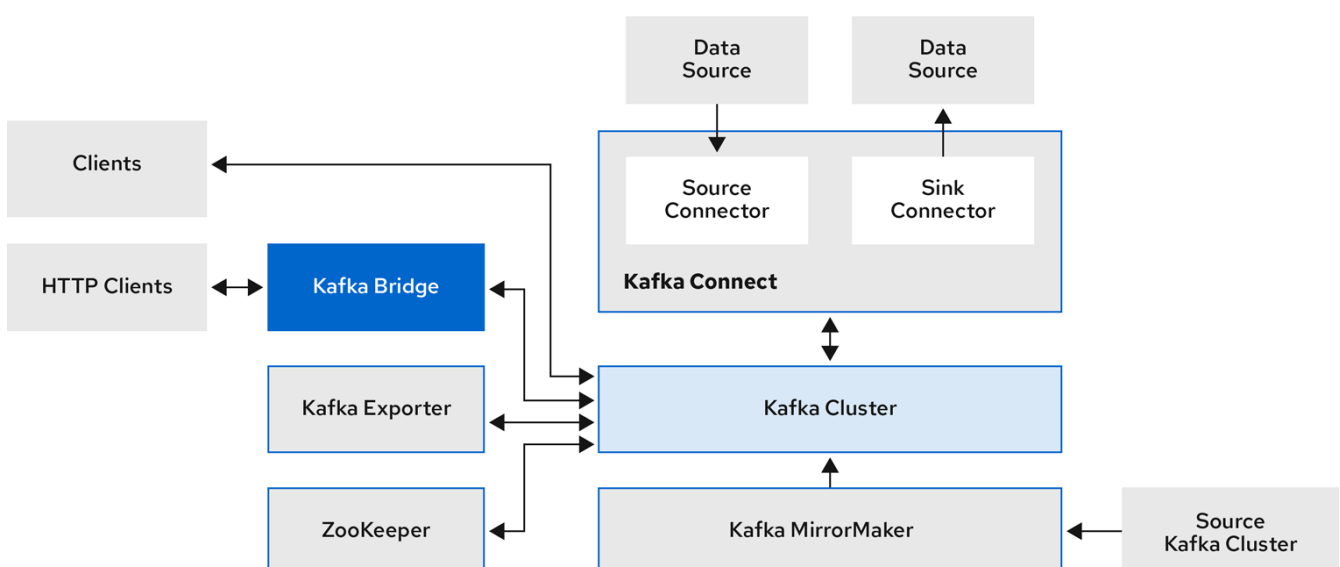 Data
Source
Data
Source
Clients
Source
Connector
Sink
Connector
HTTP Clients
Kafka Bridge
Kafka Connect
Kafka Exporter
Kafka Cluster
ZooKeeper
Kafka MirrorMaker
Source
Kafka Cluster